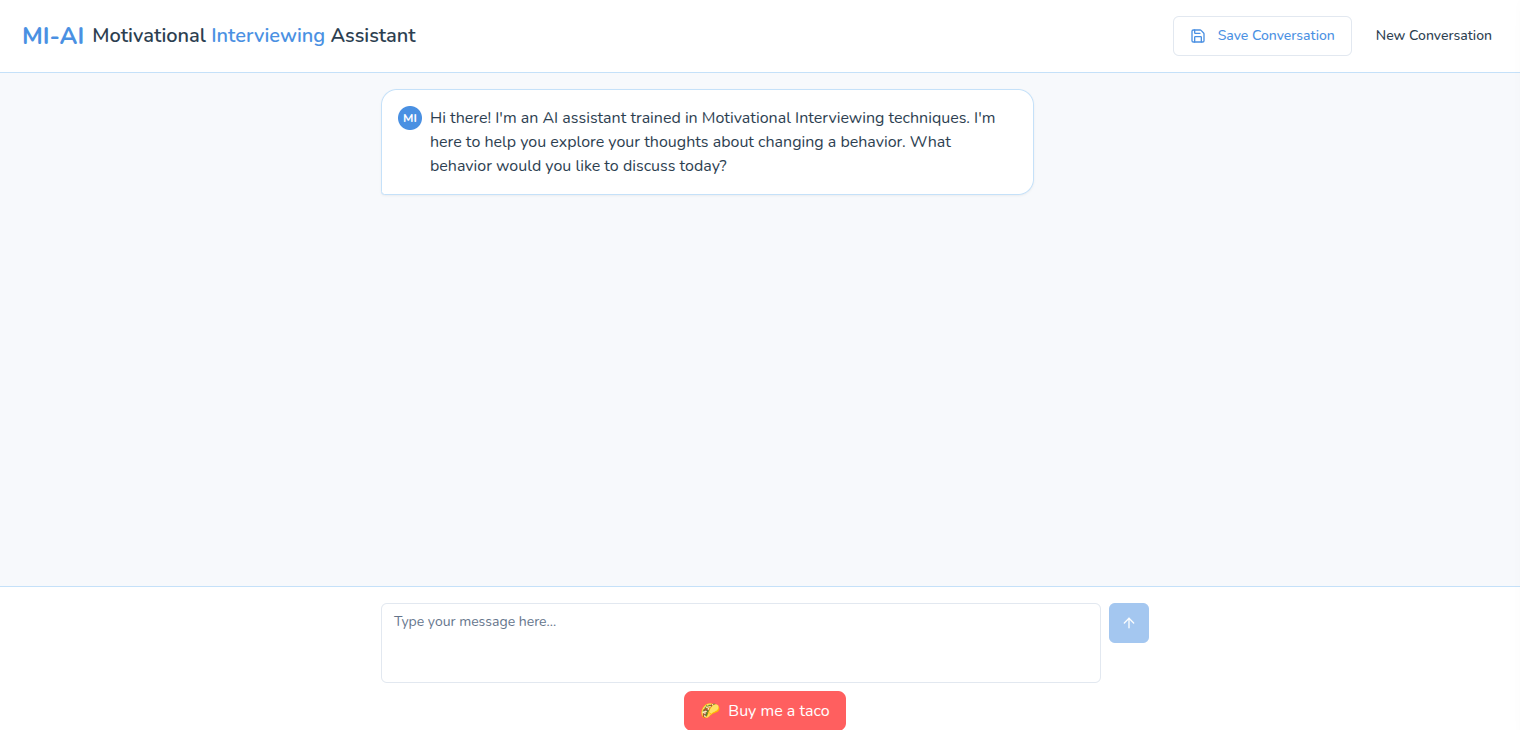 MI-AI Motivational Interviewing Assistant
Save Conversation
New Conversation
MI
Hi there! I'm an AI assistant trained in Motivational Interviewing techniques. I'm
here to help you explore your thoughts about changing a behavior. What
behavior would you like to discuss today?
Type your message here...
🌮 Buy me a taco